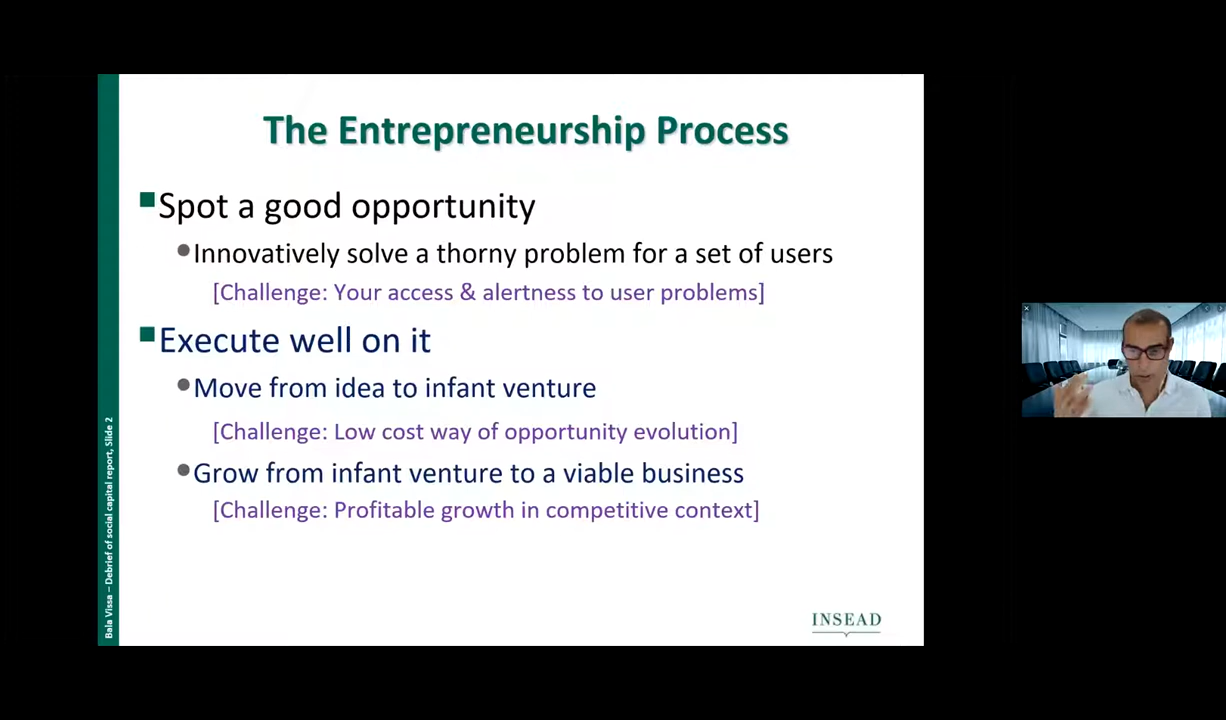 The Entrepreneurship Process
Spot a good opportunity
Innovatively solve a thorny problem for a set of users
[Challenge: Your access & alertness to user problems]
Execute well on it
Move from idea to infant venture
[Challenge: Low cost way of opportunity evolution]
Grow from infant venture to a viable business
[Challenge: Profitable growth in competitive context]
Bala Vissa – Debrief of social capital report, Slide 2
INSEAD